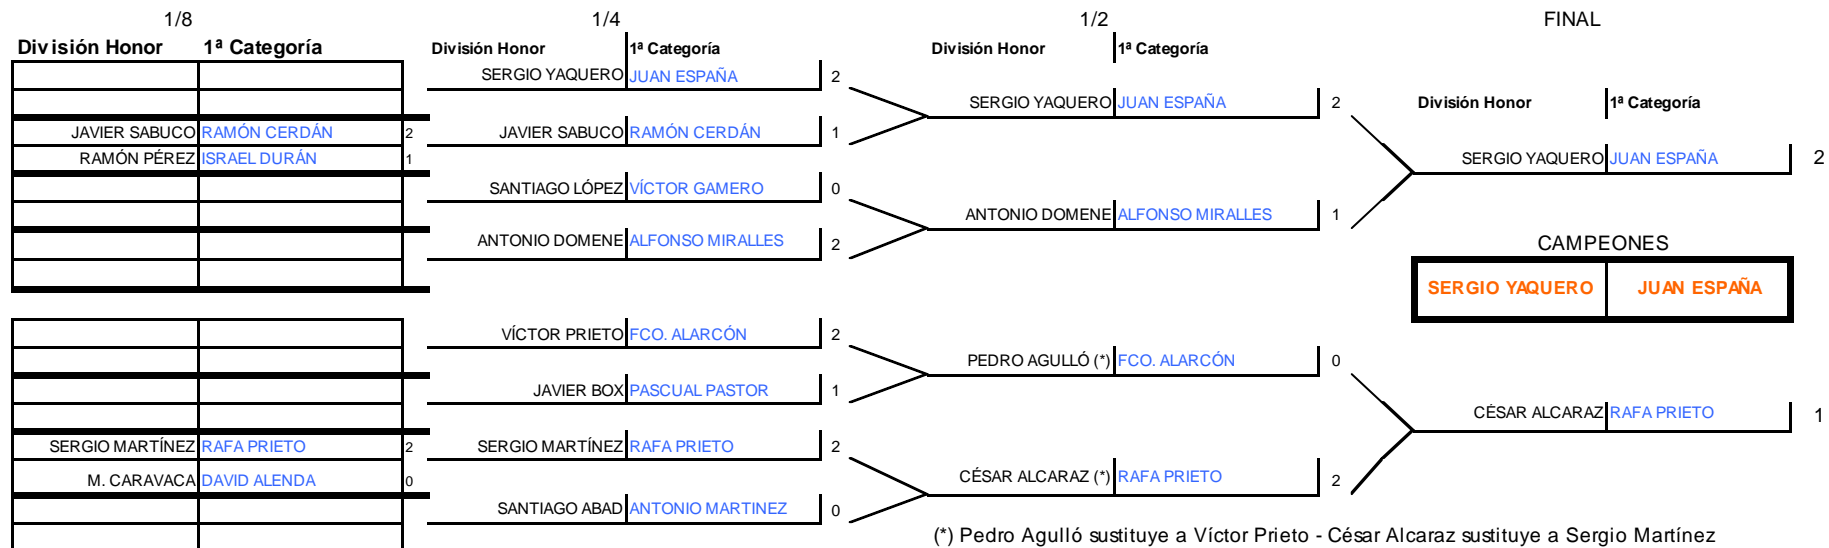 1/8 1/4 1/2 FINAL
División Honor 1ª Categoría División Honor 1ª Categoría División Honor 1ª Categoría
SERGIO YAQUERO JUAN ESPAÑA 2
SERGIO YAQUERO JUAN ESPAÑA 2 División Honor 1ª Categoría
JAVIER SABUCO RAMÓN CERDÁN 2 JAVIER SABUCO RAMÓN CERDÁN 1
RAMÓN PÉREZ ISRAEL DURÁN 1 SERGIO YAQUERO JUAN ESPAÑA 2
SANTIAGO LÓPEZ VÍCTOR GAMERO 0
ANTONIO DOMENE ALFONSO MIRALLES 1
ANTONIO DOMENE ALFONSO MIRALLES 2 CAMPEONES
SERGIO YAQUERO JUAN ESPAÑA
VÍCTOR PRIETO FCO. ALARCÓN 2
PEDRO AGULLÓ (*) FCO. ALARCÓN 0
JAVIER BOX PASCUAL PASTOR 1
CÉSAR ALCARAZ RAFA PRIETO 1
SERGIO MARTÍNEZ RAFA PRIETO 2 SERGIO MARTÍNEZ RAFA PRIETO 2
M. CARAVACA DAVID ALENDA 0 CÉSAR ALCARAZ (*) RAFA PRIETO 2
SANTIAGO ABAD ANTONIO MARTINEZ 0
(*) Pedro Agulló sustituye a Víctor Prieto - César Alcaraz sustituye a Sergio Martínez